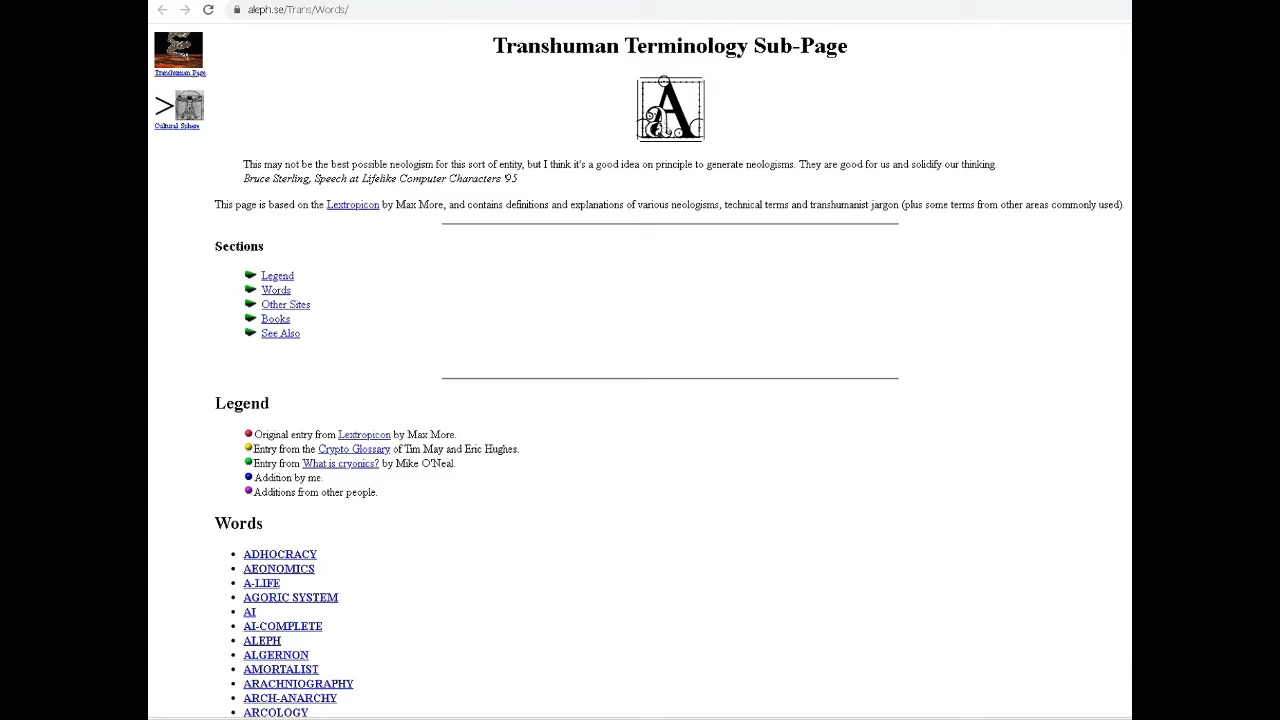 aleph.se/Trans/Words/
Transhuman Page
>
Cultural Sphere
Transhuman Terminology Sub-Page
A
This may not be the best possible neologism for this sort of entity, but I think it's a good idea on principle to generate neologisms. They are good for us and solidify our thinking.
Bruce Sterling, Speech at Lifelike Computer Characters '95
This page is based on the Lextropicon by Max More, and contains definitions and explanations of various neologisms, technical terms and transhumanist jargon (plus some terms from other areas commonly used).
Sections
Legend
Words
Other Sites
Books
See Also
Legend
Original entry from Lextropicon by Max More.
Entry from the Crypto Glossary of Tim May and Eric Hughes.
Entry from What is cryonics? by Mike O'Neal.
Addition by me.
Additions from other people.
Words
ADHOCRACY
AEONOMICS
A-LIFE
AGORIC SYSTEM
AI
AI-COMPLETE
ALEPH
ALGERNON
AMORTALIST
ARACHNIOGRAPHY
ARCH-ANARCHY
ARCOLOGY